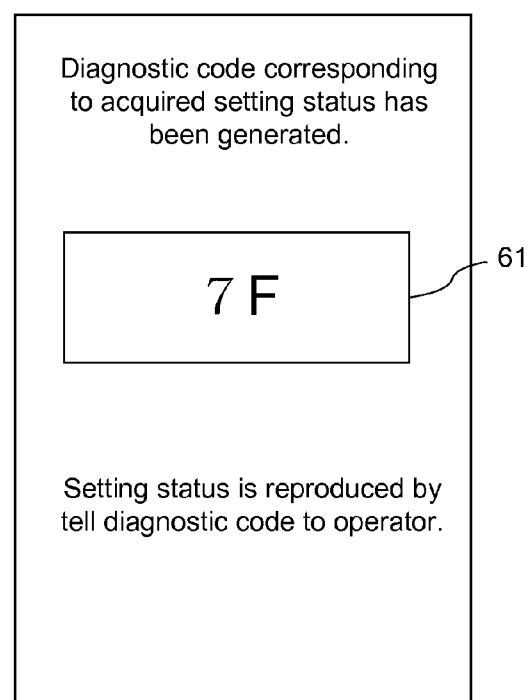 Diagnostic code corresponding
to acquired setting status has
been generated.
61
7 F
Setting status is reproduced by
tell diagnostic code to operator.